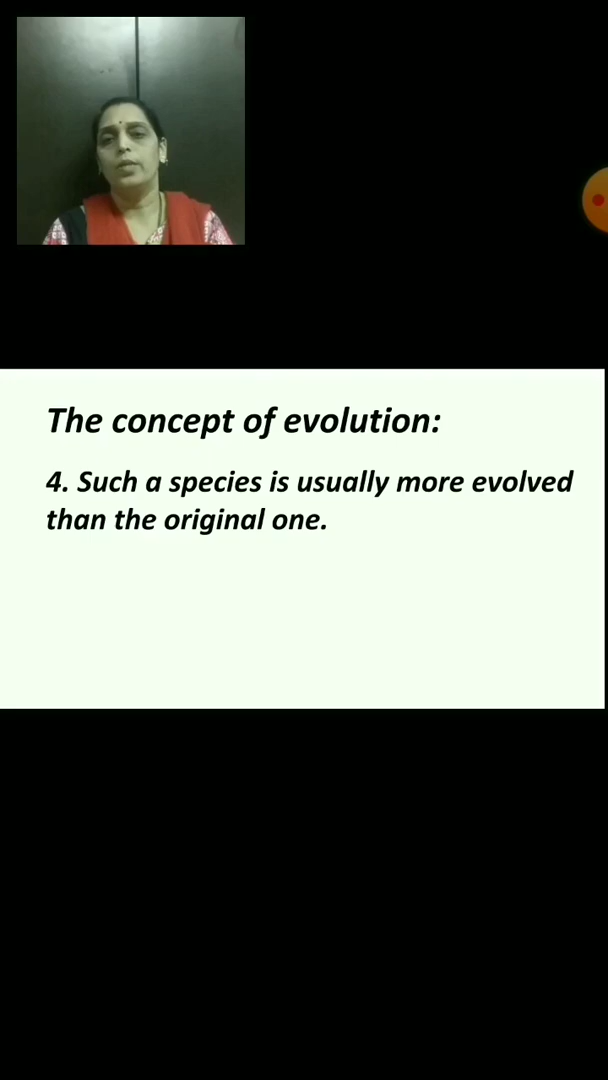 The concept of evolution:
4. Such a species is usually more evolved
than the original one.